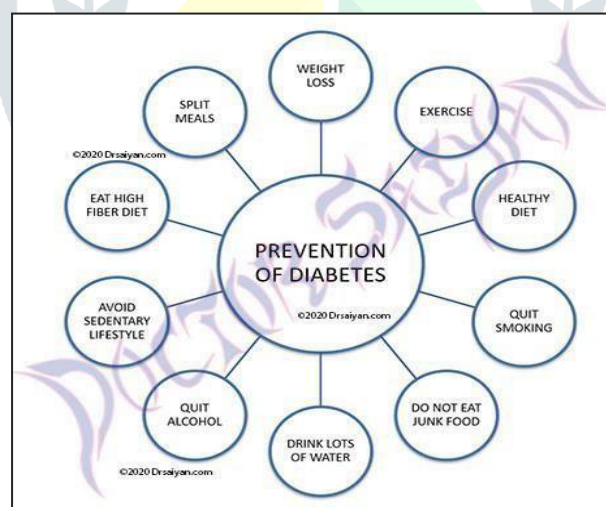 WEIGHT
LOSS
EXERCISE
HEALTHY
DIET
QUIT
SMOKING
DO NOT EAT
JUNK FOOD
DRINK LOTS
OF WATER
QUIT
ALCOHOL
AVOID
SEDENTARY
LIFESTYLE
EAT HIGH
FIBER DIET
SPLIT
MEALS
©2020 Drsaiyan.com
PREVENTION
OF DIABETES
©2020 Drsaiyan.com
©2020 Drsaiyan.com
DOCTOR SAIYAN